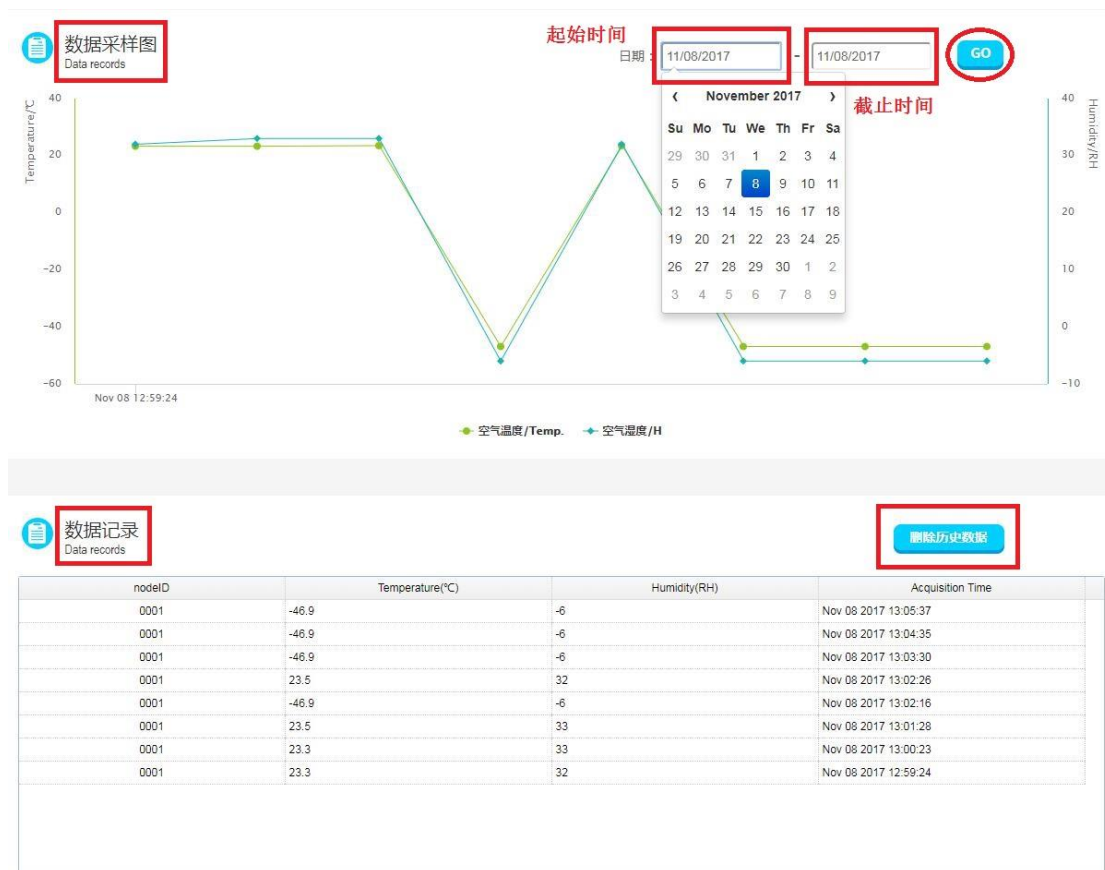 数据采样图
Data records
起始时间
日期：
11/08/2017
-
11/08/2017
GO
截止时间
‹ November 2017 ›
Su Mo Tu We Th Fr Sa
29 30 31 1 2 3 4
5 6 7 8 9 10 11
12 13 14 15 16 17 18
19 20 21 22 23 24 25
26 27 28 29 30 1 2
3 4 5 6 7 8 9
Temperature/℃
40
20
0
-20
-40
-60
40
30
20
10
0
-10
Humidity/RH
Nov 08 12:59:24
空气温度/Temp. 空气湿度/H
数据记录
Data records
删除历史数据
nodeID Temperature(℃) Humidity(RH) Acquisition Time
0001 -46.9 -6 Nov 08 2017 13:05:37
0001 -46.9 -6 Nov 08 2017 13:04:35
0001 -46.9 -6 Nov 08 2017 13:03:30
0001 23.5 32 Nov 08 2017 13:02:26
0001 -46.9 -6 Nov 08 2017 13:02:16
0001 23.5 33 Nov 08 2017 13:01:28
0001 23.3 33 Nov 08 2017 13:00:23
0001 23.3 32 Nov 08 2017 12:59:24